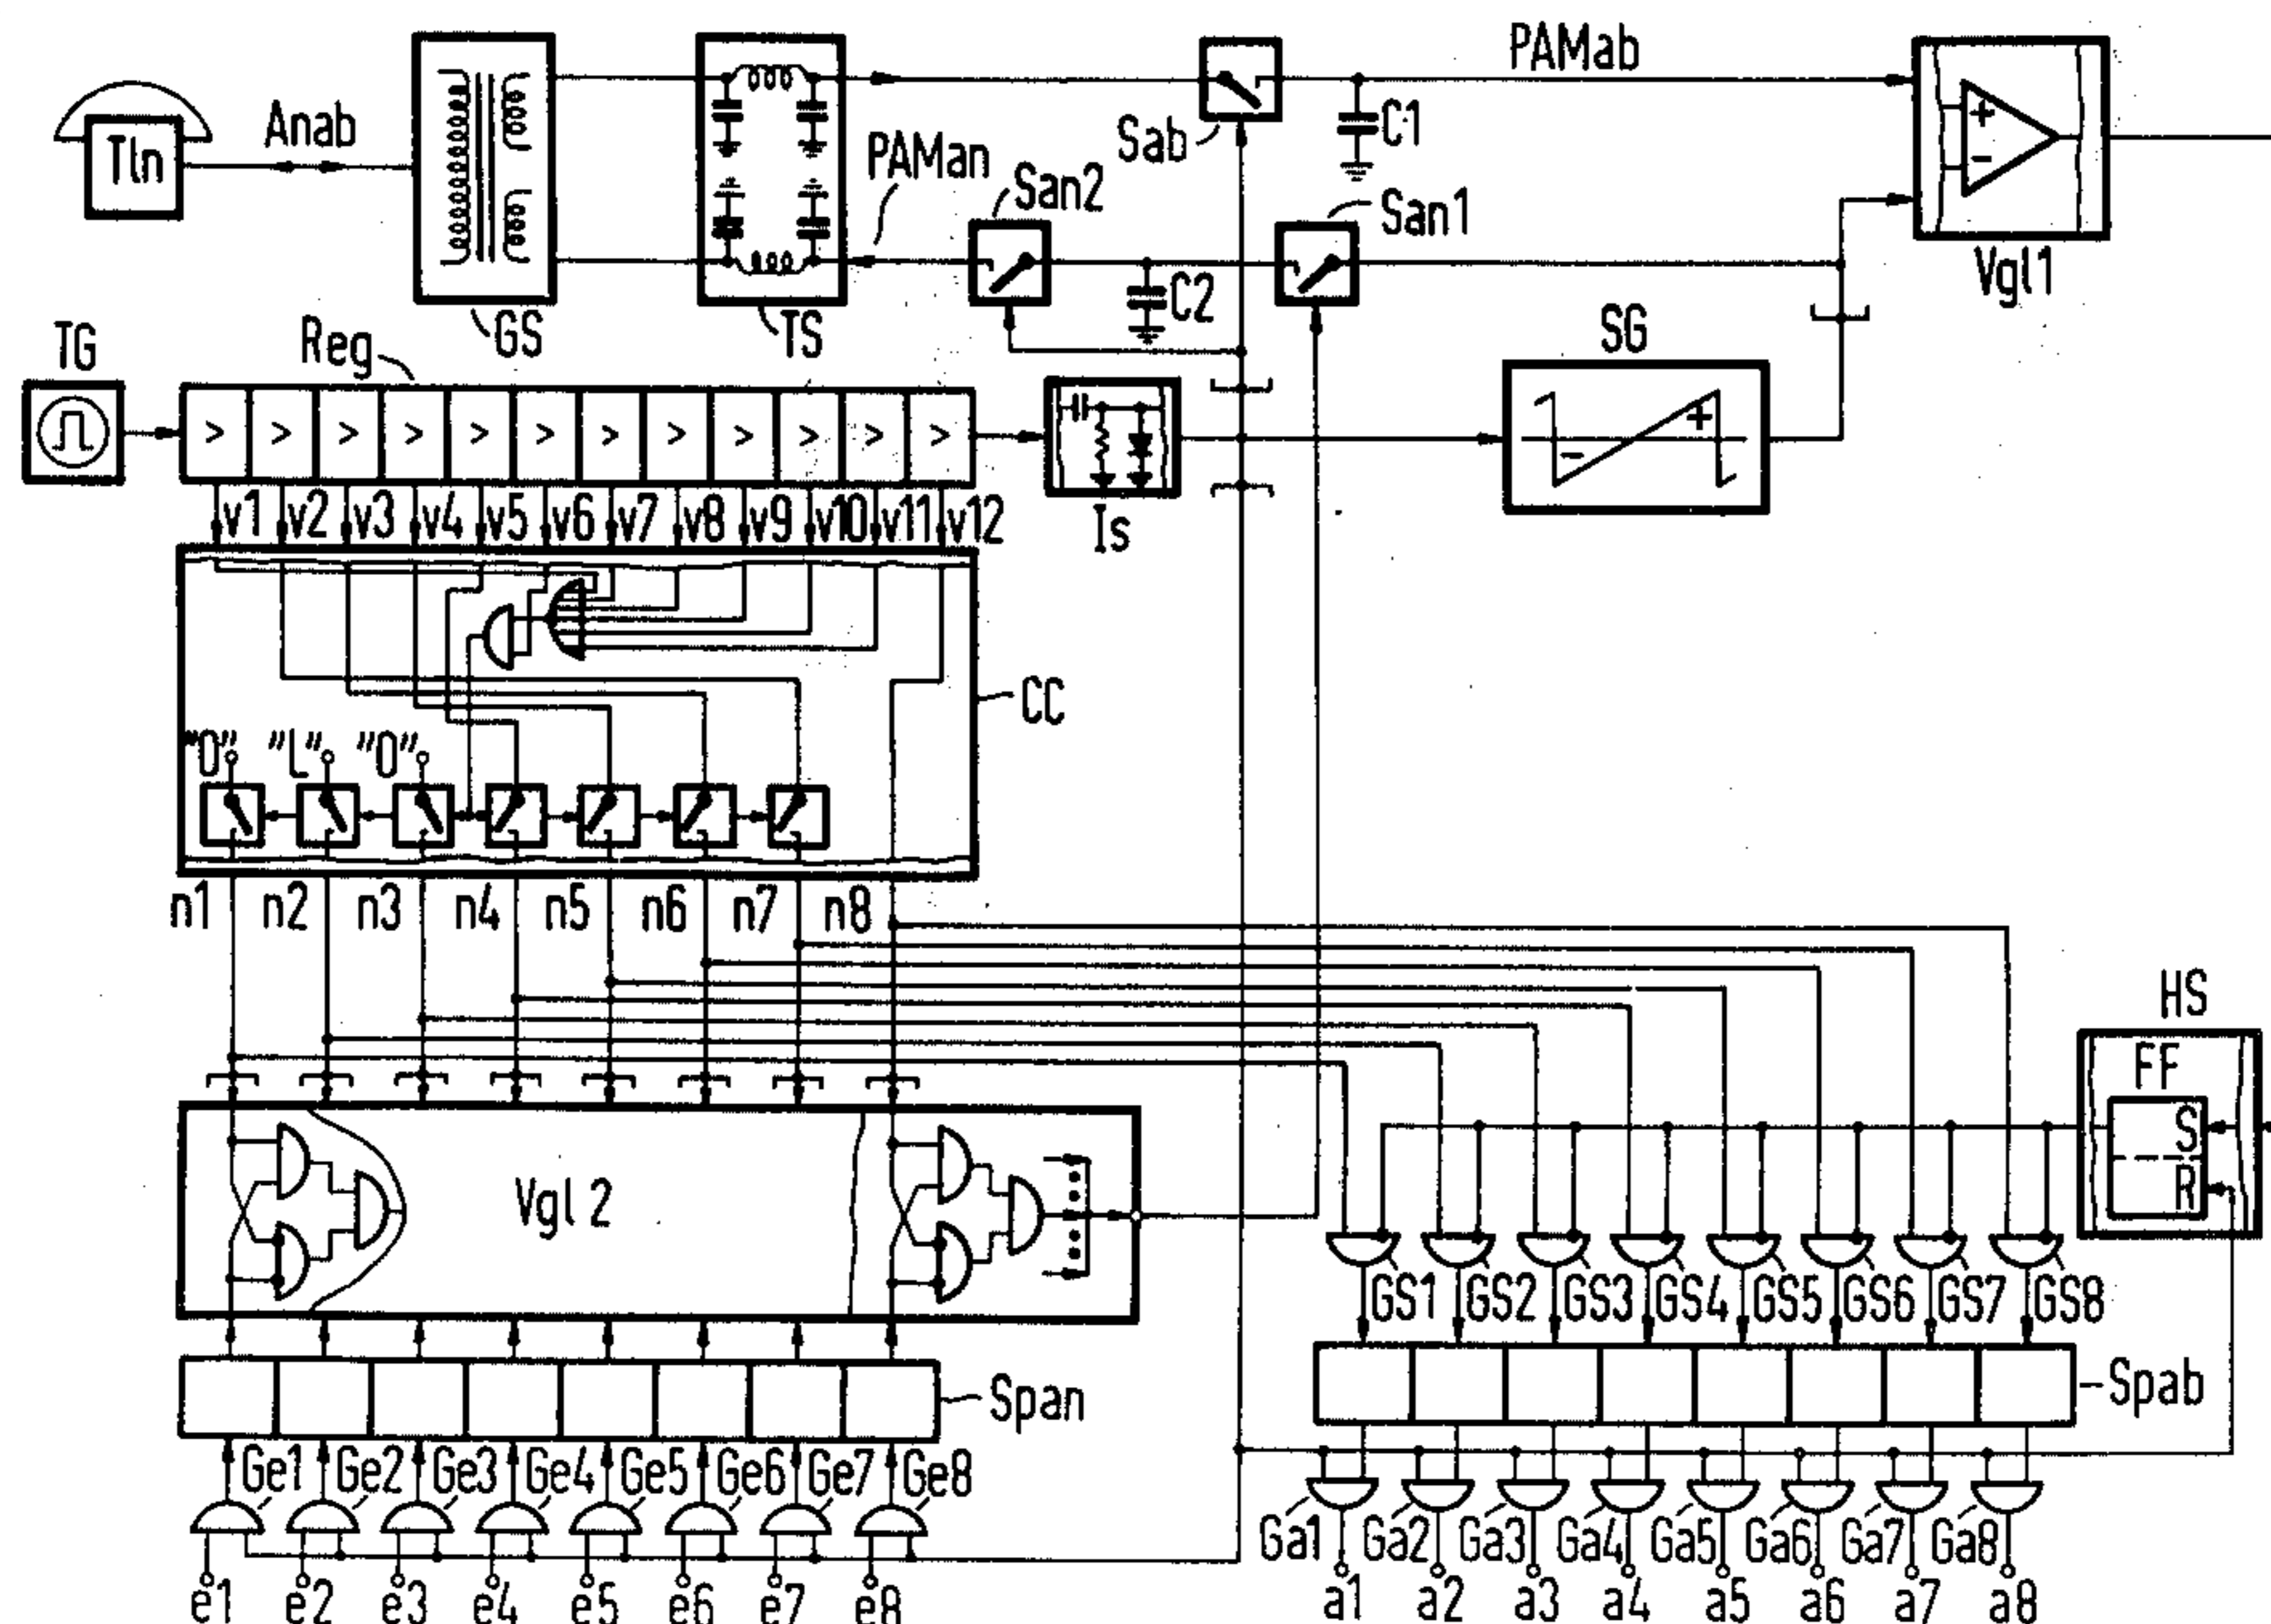 PAMab
Tln
Anab
Sab
C1
+
-
PAMan
San2
San1
C2
Vgl1
GS
TS
TG
Reg
SG
> > > > > > > > > > > >
- +
v1 v2 v3 v4 v5 v6 v7 v8 v9 v10 v11 v12
Is
CC
"0" "L" "0"
n1 n2 n3 n4 n5 n6 n7 n8
HS
FF
S
R
Vgl 2
GS1 GS2 GS3 GS4 GS5 GS6 GS7 GS8
Span
Spab
Ge1 Ge2 Ge3 Ge4 Ge5 Ge6 Ge7 Ge8
Ga1 Ga2 Ga3 Ga4 Ga5 Ga6 Ga7 Ga8
e1 e2 e3 e4 e5 e6 e7 e8
a1 a2 a3 a4 a5 a6 a7 a8